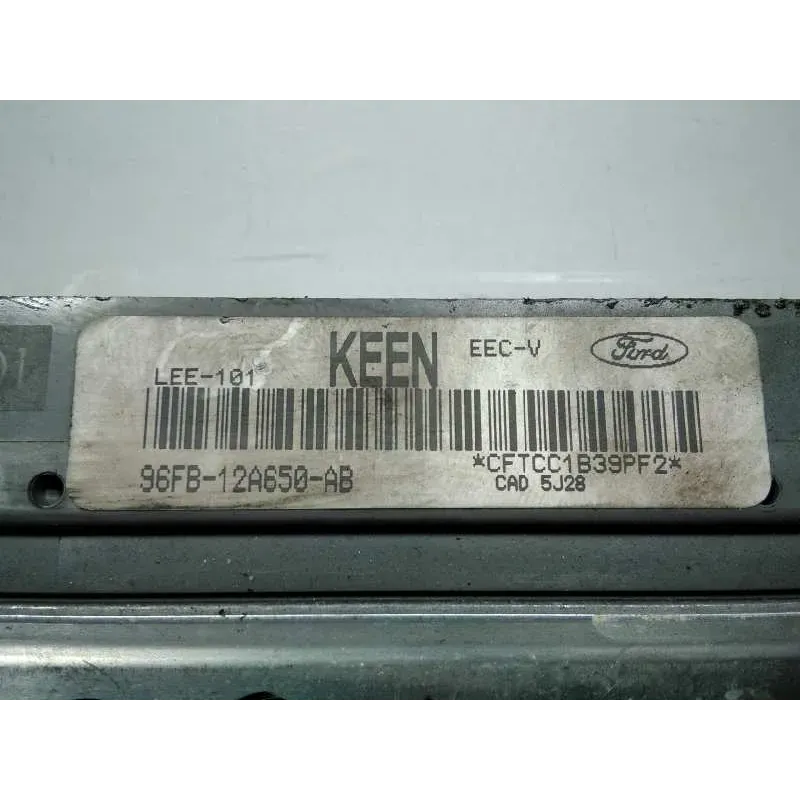 LEE-101 KEEN EEC-V Ford
96FB-12A650-AB *CFTCC1B39PF2*
CAD 5J28